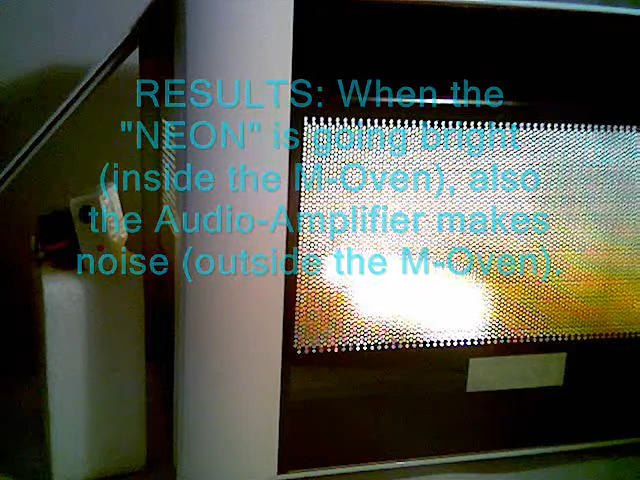 RESULTS: When the
"NEON" is going bright
(inside the M-Oven), also
the Audio-Amplifier makes
noise (outside the M-Oven).